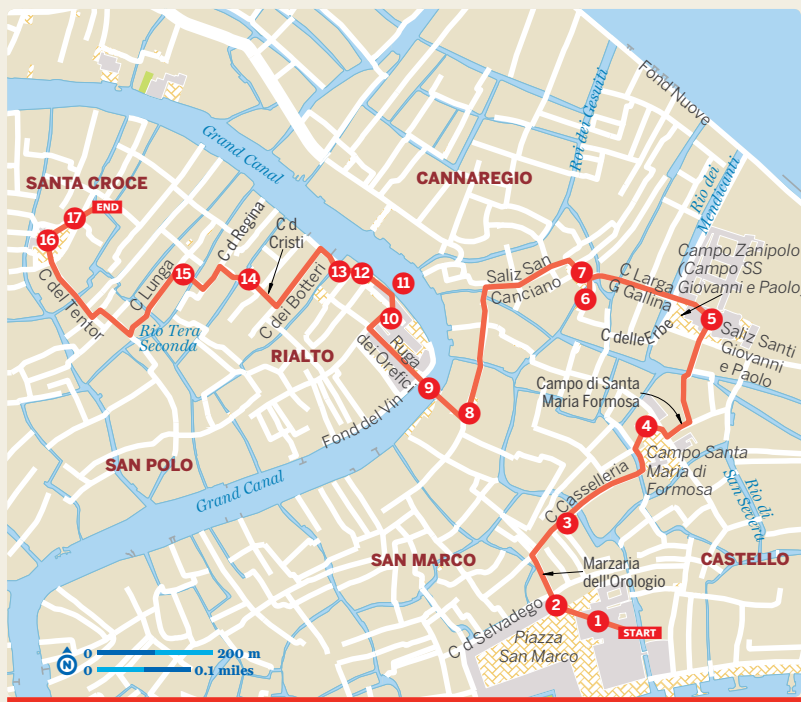 Fond Nuove
Grand Canal
Roi dei Gesuiti
CANNAREGIO
Rio dei
Mendicanti
SANTA CROCE
END
17
16
C d Regina
C d
Cristi
Campo Zanipolo
(Campo SS
Giovanni e Paolo)
C del Tentor
C Lunga
15
14
C dei Botteri
13
12
11
10
Saliz San
Canciano
7
6
C Larga
G Gallina
C delle Erbe
5
Saliz Santi
Giovanni
e Paolo
Rio Tera
Seconda
RIALTO
Ruga
dei Orefici
9
8
Fond del Vin
Campo di Santa
Maria Formosa
4
Campo Santa
Maria di
Formosa
SAN POLO
Grand Canal
C Casselleria
3
Rio di
San Severa
SAN MARCO
CASTELLO
Marzaria
dell'Orologio
2
1
START
C d Selvadego
Piazza
San Marco
N
0 200 m
0 0.1 miles